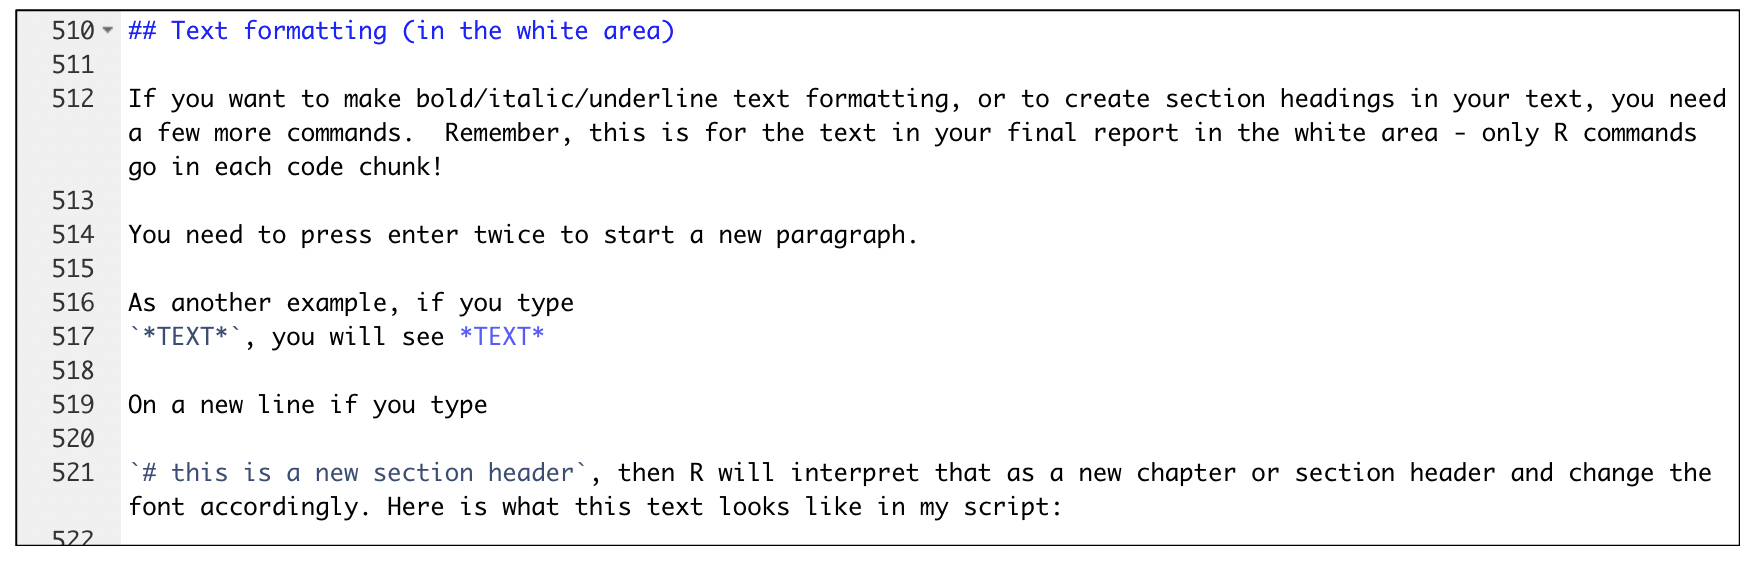 510 ## Text formatting (in the white area)
511
512 If you want to make bold/italic/underline text formatting, or to create section headings in your text, you need
a few more commands.  Remember, this is for the text in your final report in the white area - only R commands
go in each code chunk!
513
514 You need to press enter twice to start a new paragraph.
515
516 As another example, if you type
517 `*TEXT*`, you will see *TEXT*
518
519 On a new line if you type
520
521 `# this is a new section header`, then R will interpret that as a new chapter or section header and change the
font accordingly. Here is what this text looks like in my script:
522